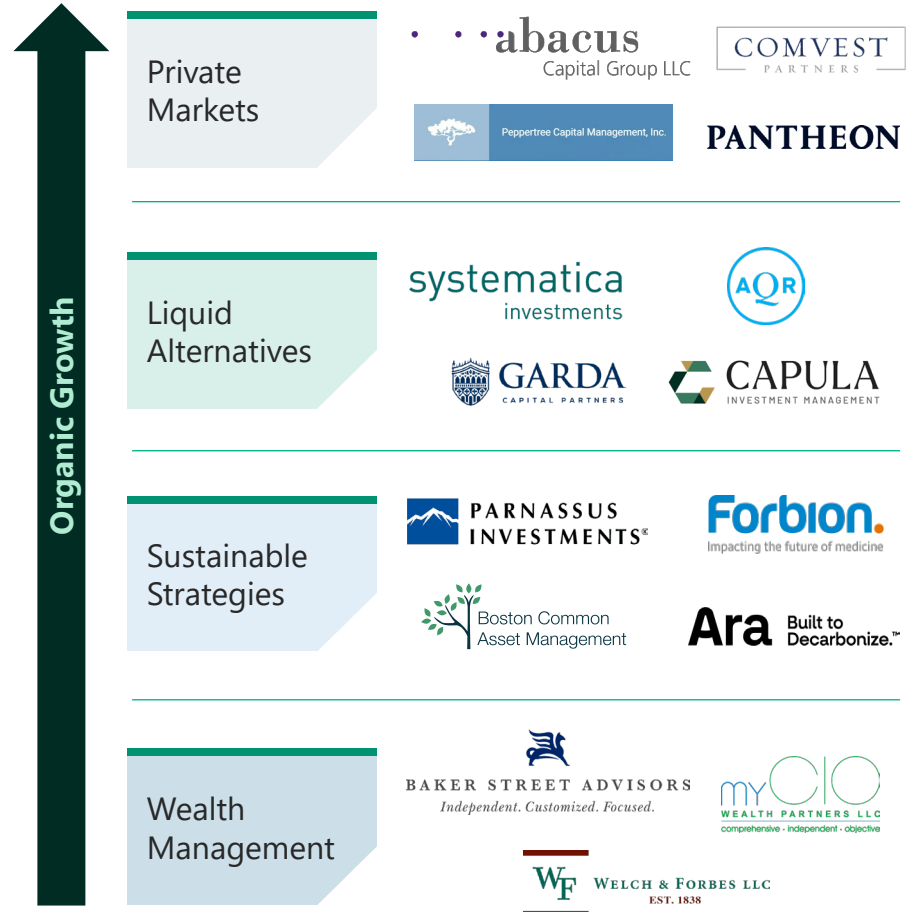 Organic Growth
Private
Markets
abacus
Capital Group LLC
COMVEST
PARTNERS
Peppertree Capital Management, Inc.
PANTHEON
Liquid
Alternatives
systematica
investments
AQR
GARDA
CAPITAL PARTNERS
CAPULA
INVESTMENT MANAGEMENT
Sustainable
Strategies
PARNASSUS
INVESTMENTS®
Forbion.
Impacting the future of medicine
Boston Common
Asset Management
Ara
Built to
Decarbonize.™
Wealth
Management
BAKER STREET ADVISORS
Independent. Customized. Focused.
myCIO
WEALTH PARTNERS LLC
comprehensive · independent · objective
WF
WELCH & FORBES LLC
EST. 1838